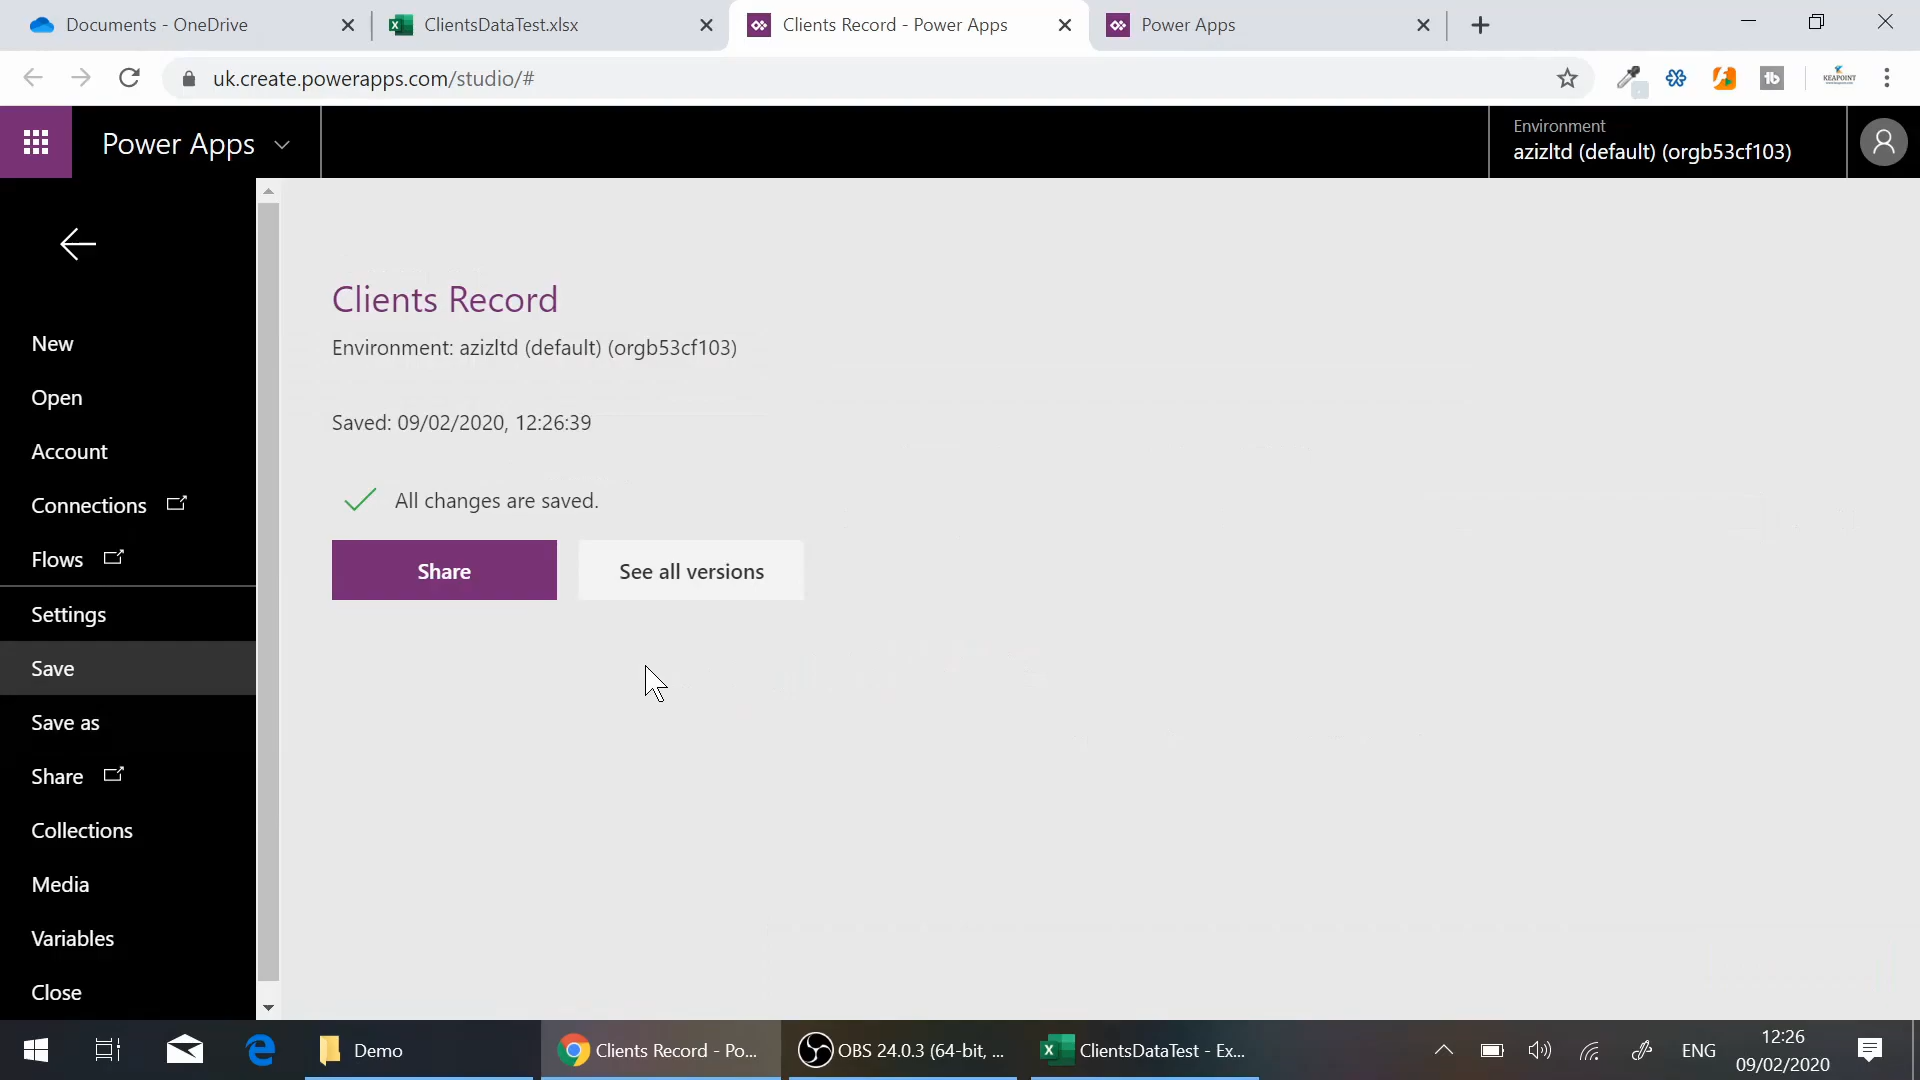 Documents - OneDrive
ClientsDataTest.xlsx
Clients Record - Power Apps
Power Apps
uk.create.powerapps.com/studio/#
KEAPOINT
Power Apps
Environment
azizltd (default) (orgb53cf103)
New
Open
Account
Connections
Flows
Settings
Save
Save as
Share
Collections
Media
Variables
Close
Clients Record
Environment: azizltd (default) (orgb53cf103)
Saved: 09/02/2020, 12:26:39
All changes are saved.
Share
See all versions
Demo
Clients Record - Po...
OBS 24.0.3 (64-bit, ...
ClientsDataTest - Ex...
ENG
12:26
09/02/2020